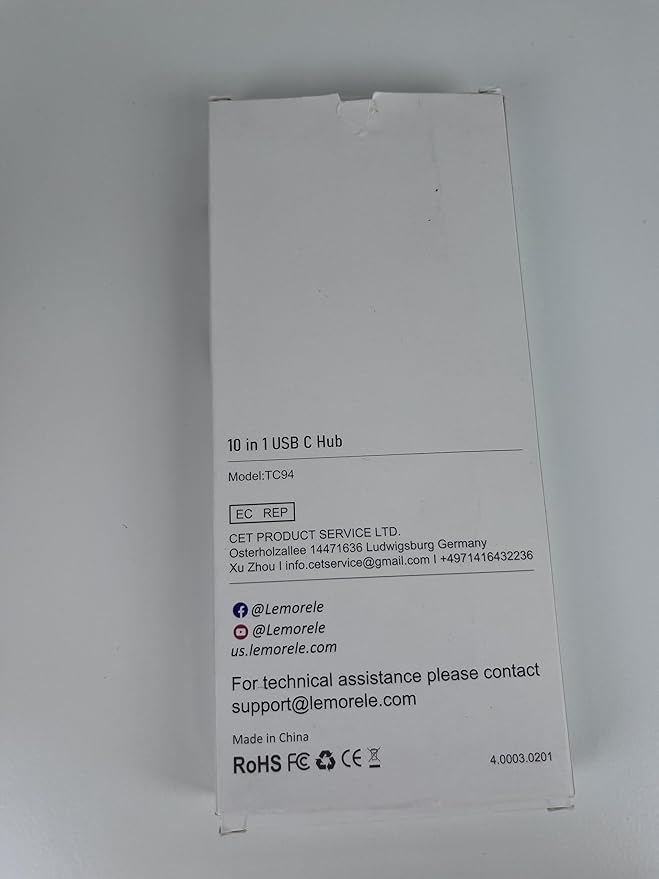 10 in 1 USB C Hub
Model:TC94
EC REP
CET PRODUCT SERVICE LTD.
Osterholzallee 14471636 Ludwigsburg Germany
Xu Zhou I info.cetservice@gmail.com I +4971416432236
@Lemorele
@Lemorele
us.lemorele.com
For technical assistance please contact
support@lemorele.com
Made in China
RoHS FC CE
4.0003.0201